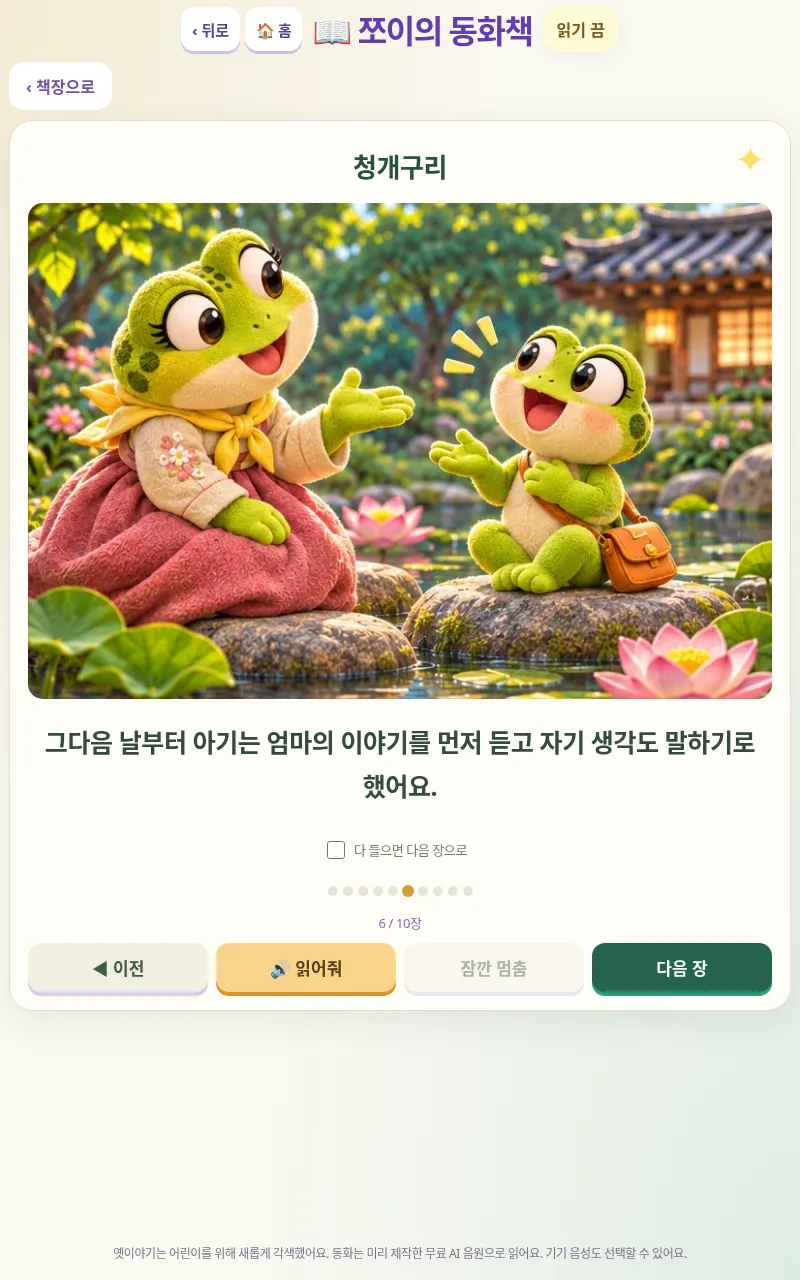 ‹ 뒤로
🏠 홈
📖 쪼이의 동화책
읽기 끔
‹ 책장으로
청개구리
그다음 날부터 아기는 엄마의 이야기를 먼저 듣고 자기 생각도 말하기로
했어요.
다 들으면 다음 장으로
6 / 10장
◀ 이전
🔊 읽어줘
잠깐 멈춤
다음 장
옛이야기는 어린이를 위해 새롭게 각색했어요. 동화는 미리 제작한 무료 AI 음원으로 읽어요. 기기 음성도 선택할 수 있어요.